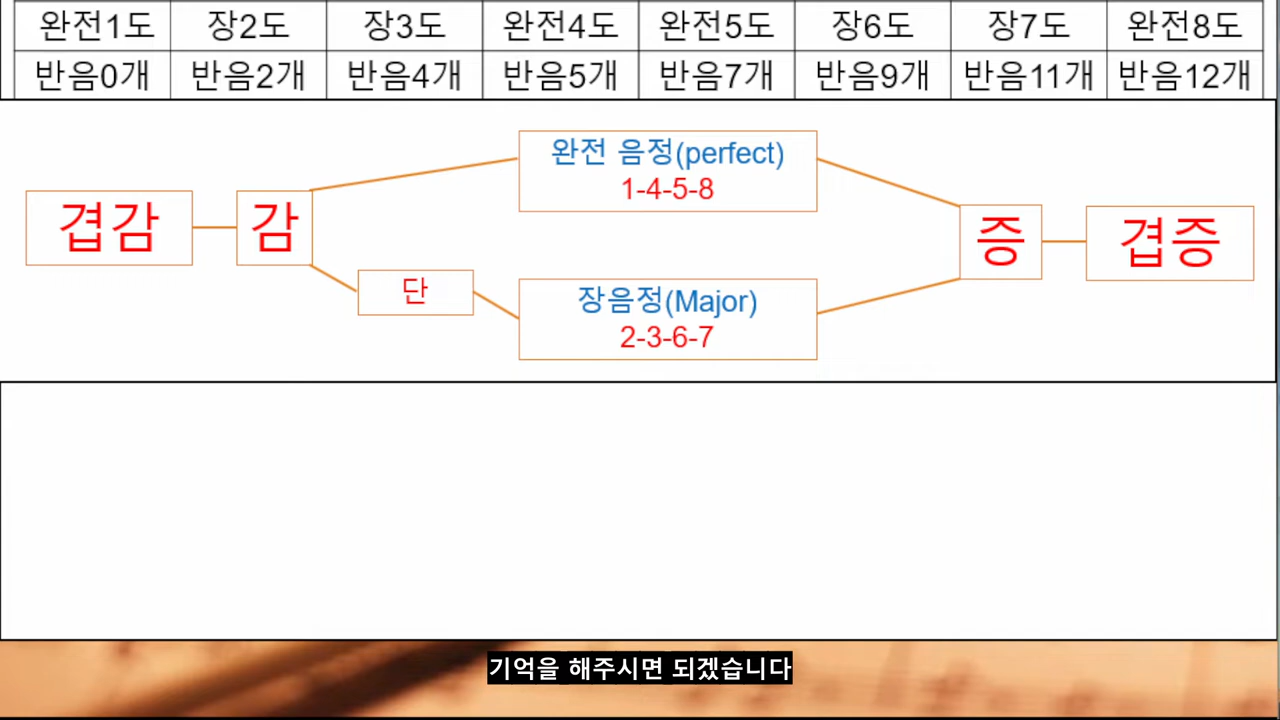 완전1도 장2도 장3도 완전4도 완전5도 장6도 장7도 완전8도
반음0개 반음2개 반음4개 반음5개 반음7개 반음9개 반음11개 반음12개
완전 음정(perfect)
1-4-5-8
겹감
감
증
겹증
단
장음정(Major)
2-3-6-7
기억을 해주시면 되겠습니다